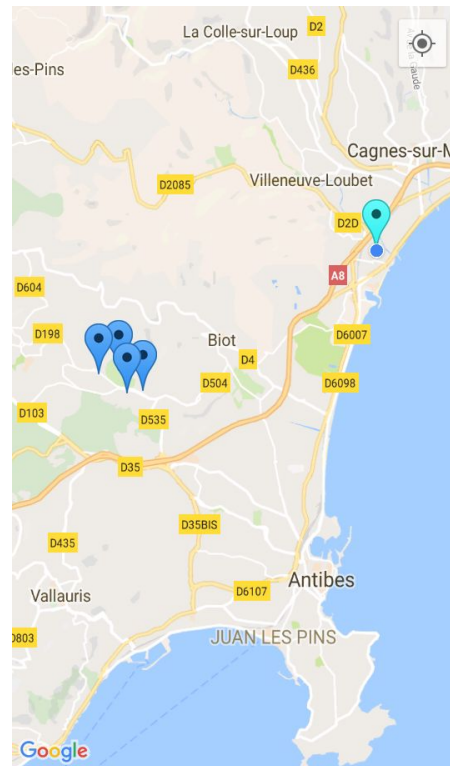 La Colle-sur-Loup
D2
les-Pins
D436
Gaude
Cagnes-sur-M
D2085
Villeneuve-Loubet
D2D
A8
D604
D198
Biot
D6007
D4
D504
D6098
D103
D535
D35
D35BIS
D435
Antibes
D6107
Vallauris
JUAN LES PINS
D803
Google